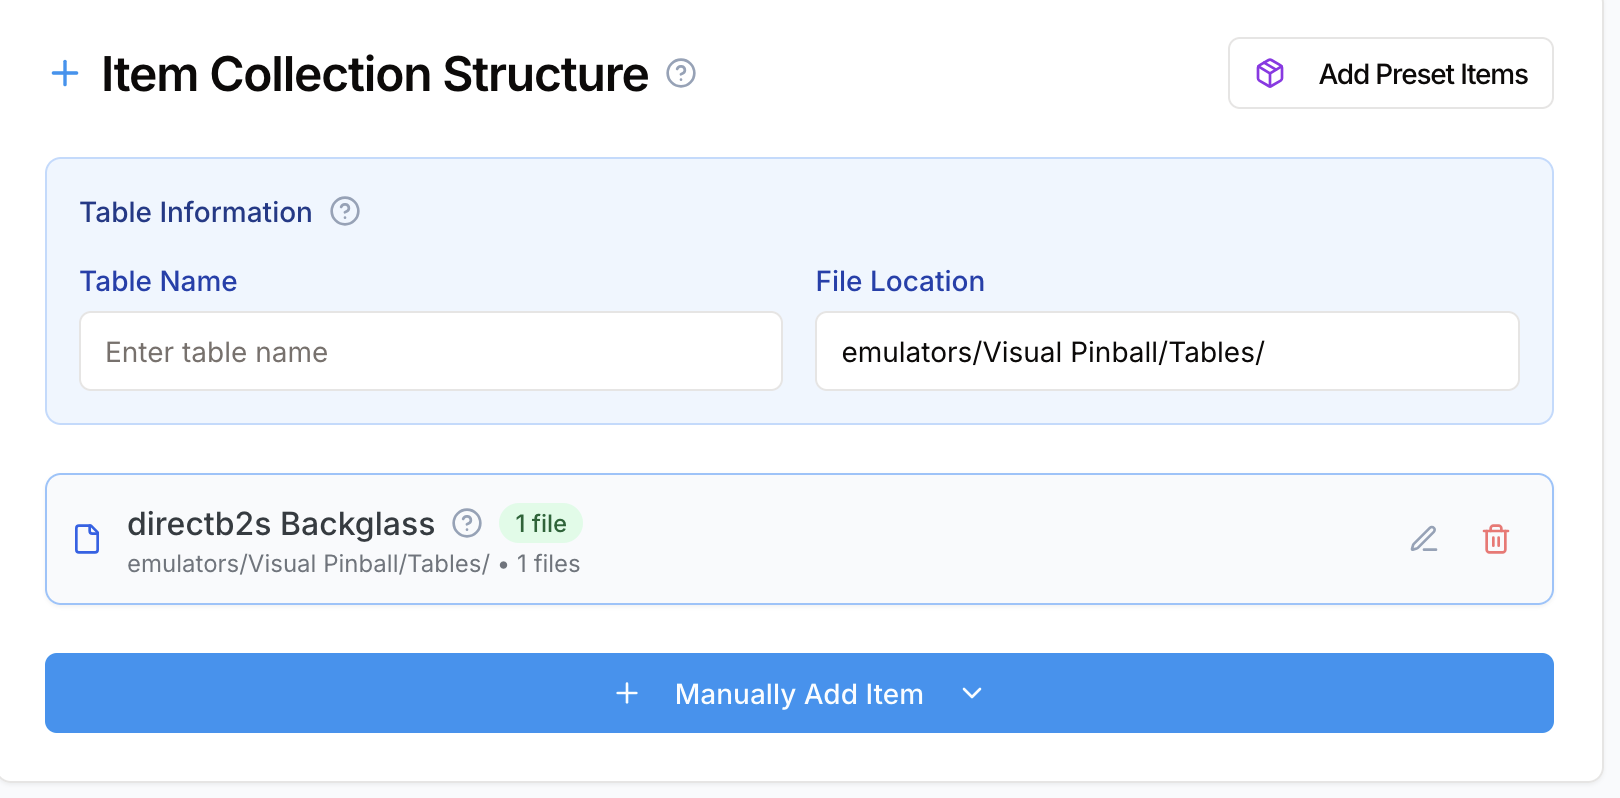 Item Collection Structure
Add Preset Items
Table Information
Table Name
File Location
Enter table name
emulators/Visual Pinball/Tables/
directb2s Backglass
1 file
emulators/Visual Pinball/Tables/ • 1 files
Manually Add Item